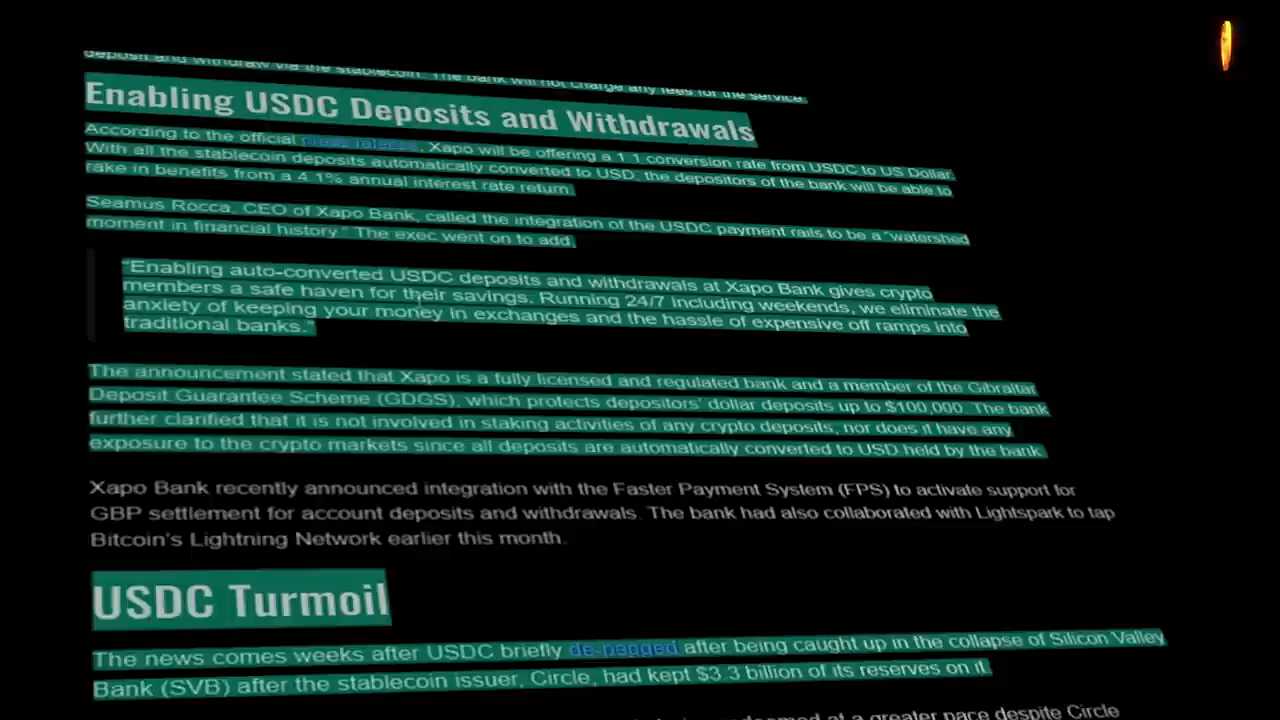 deposit and withdraw via the stablecoin. The bank will not charge any fees for the service.
Enabling USDC Deposits and Withdrawals
According to the official press release, Xapo will be offering a 1:1 conversion rate from USDC to US Dollar.
With all the stablecoin deposits automatically converted to USD, the depositors of the bank will be able to
rake in benefits from a 4.1% annual interest rate return.
Seamus Rocca, CEO of Xapo Bank, called the integration of the USDC payment rails to be a "watershed
moment in financial history." The exec went on to add,
"Enabling auto-converted USDC deposits and withdrawals at Xapo Bank gives crypto
members a safe haven for their savings. Running 24/7 including weekends, we eliminate the
anxiety of keeping your money in exchanges and the hassle of expensive off ramps into
traditional banks."
The announcement stated that Xapo is a fully licensed and regulated bank and a member of the Gibraltar
Deposit Guarantee Scheme (GDGS), which protects depositors' dollar deposits up to $100,000. The bank
further clarified that it is not involved in staking activities of any crypto deposits, nor does it have any
exposure to the crypto markets since all deposits are automatically converted to USD held by the bank.
Xapo Bank recently announced integration with the Faster Payment System (FPS) to activate support for
GBP settlement for account deposits and withdrawals. The bank had also collaborated with Lightspark to tap
Bitcoin's Lightning Network earlier this month.
USDC Turmoil
The news comes weeks after USDC briefly de-pegged after being caught up in the collapse of Silicon Valley
Bank (SVB) after the stablecoin issuer, Circle, had kept $3.3 billion of its reserves on it.
at a greater pace despite Circle